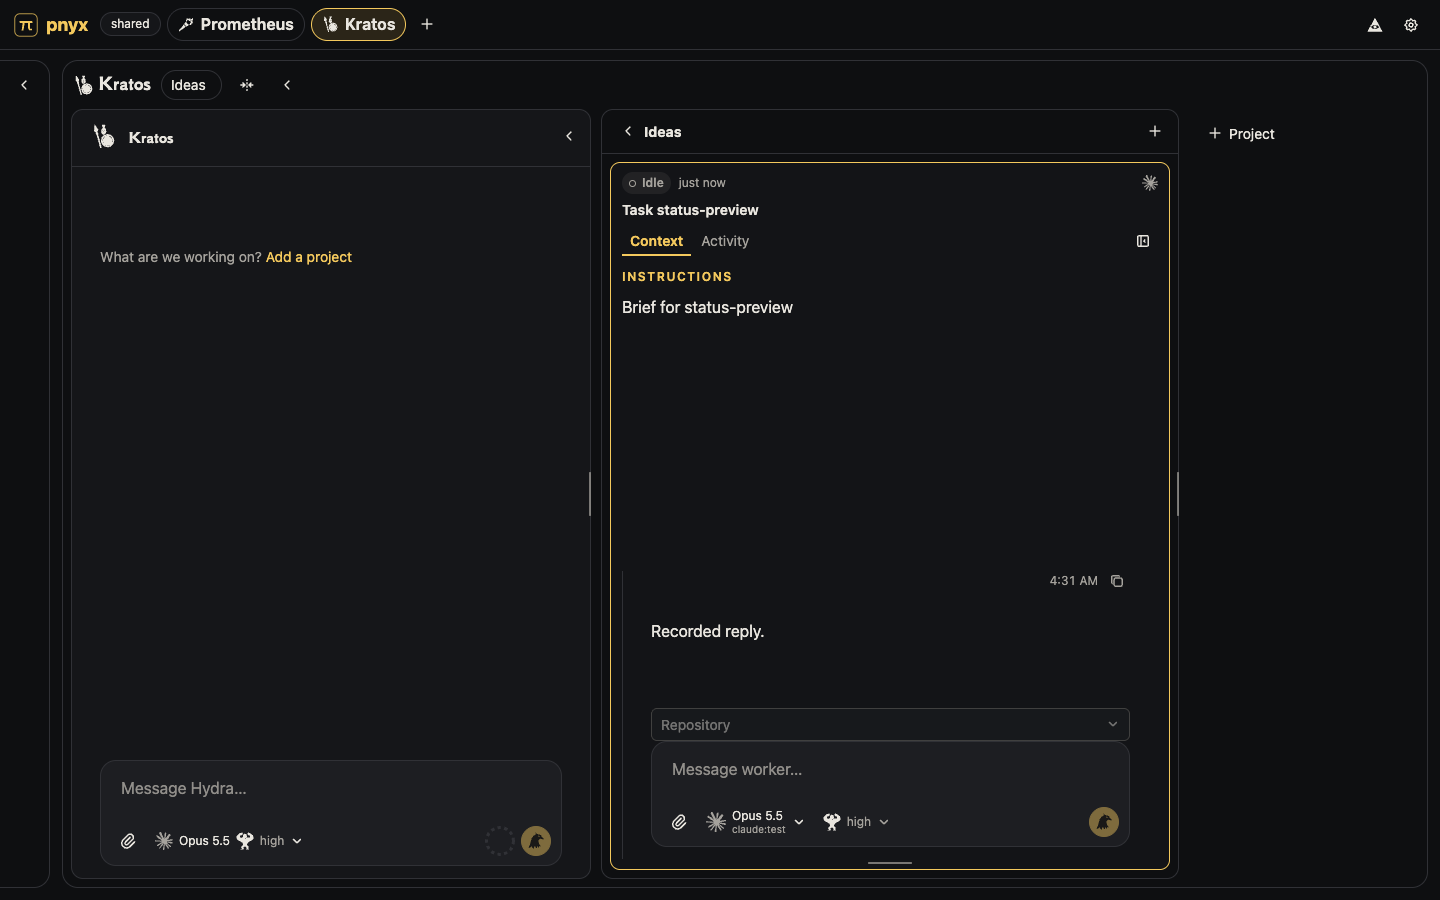 π pnyx shared Prometheus Kratos
Kratos Ideas
Kratos
What are we working on? Add a project
Message Hydra...
Opus 5.5 high
Ideas
Idle just now
Task status-preview
Context Activity
INSTRUCTIONS
Brief for status-preview
4:31 AM
Recorded reply.
Repository
Message worker...
Opus 5.5
claude:test
high
Project